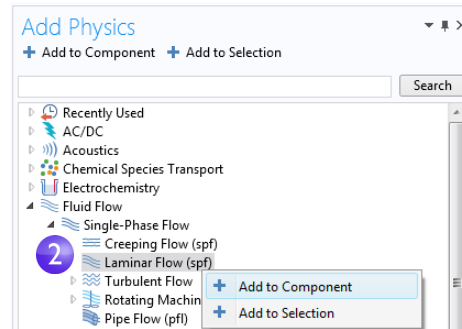 Add Physics
+ Add to Component + Add to Selection
Search
Recently Used
AC/DC
Acoustics
Chemical Species Transport
Electrochemistry
Fluid Flow
Single-Phase Flow
2
Creeping Flow (spf)
Laminar Flow (spf)
Turbulent Flow
+ Add to Component
Rotating Machin
+ Add to Selection
Pipe Flow (pfl)